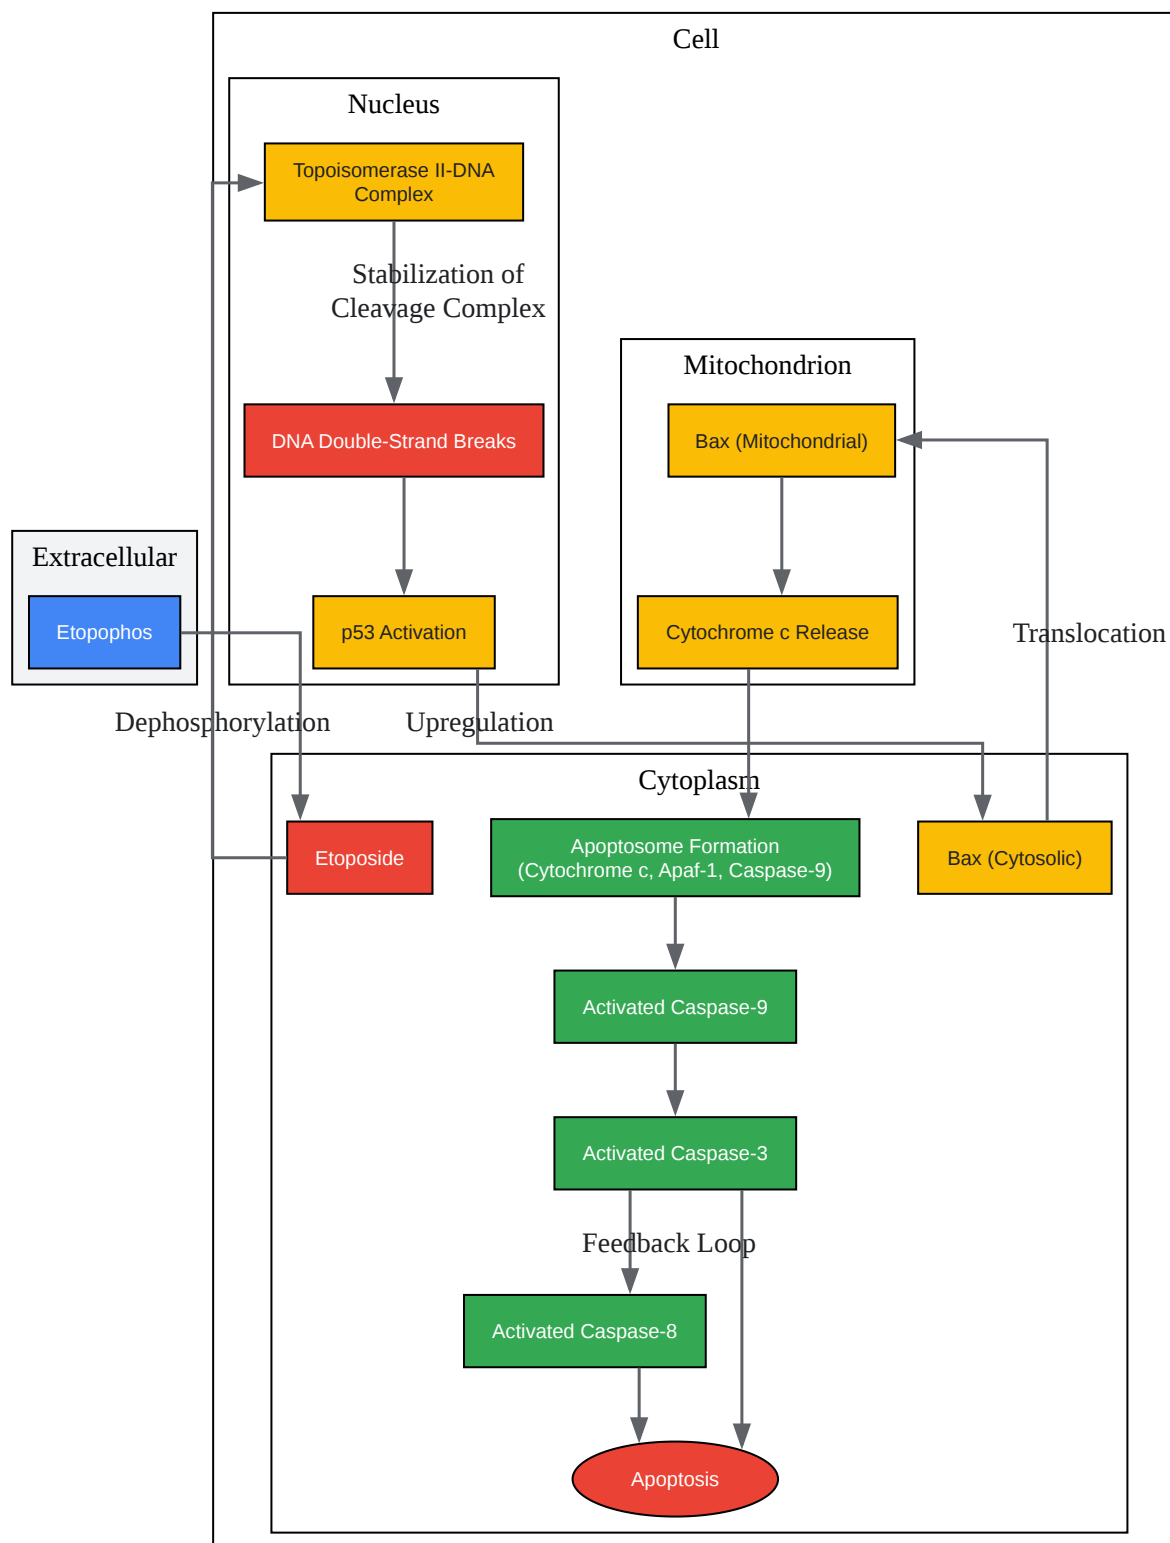 Cell
Nucleus
Topoisomerase II-DNA
Complex
Stabilization of
Cleavage Complex
DNA Double-Strand Breaks
p53 Activation
Mitochondrion
Bax (Mitochondrial)
Cytochrome c Release
Extracellular
Etopophos
Translocation
Dephosphorylation
Upregulation
Cytoplasm
Etoposide
Apoptosome Formation
(Cytochrome c, Apaf-1, Caspase-9)
Bax (Cytosolic)
Activated Caspase-9
Activated Caspase-3
Feedback Loop
Activated Caspase-8
Apoptosis